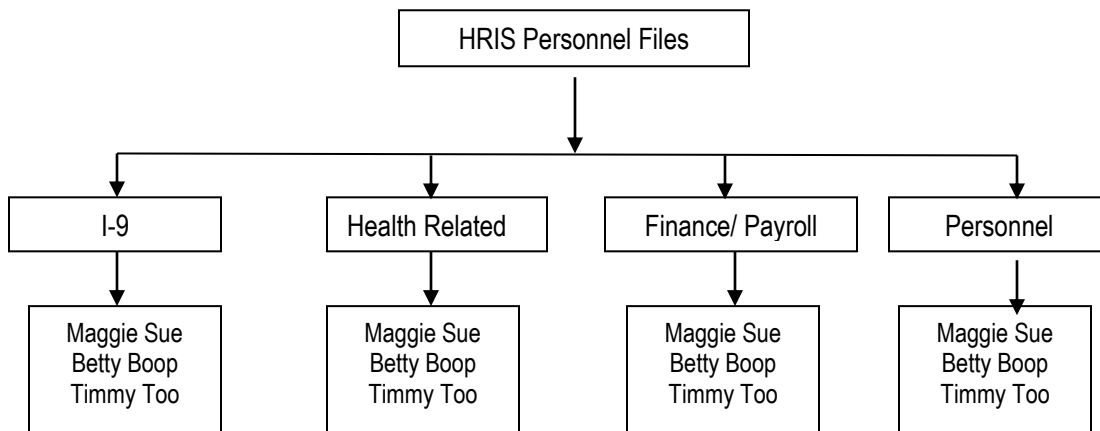 HRIS Personnel Files
I-9
Health Related
Finance/ Payroll
Personnel
Maggie Sue
Betty Boop
Timmy Too
Maggie Sue
Betty Boop
Timmy Too
Maggie Sue
Betty Boop
Timmy Too
Maggie Sue
Betty Boop
Timmy Too